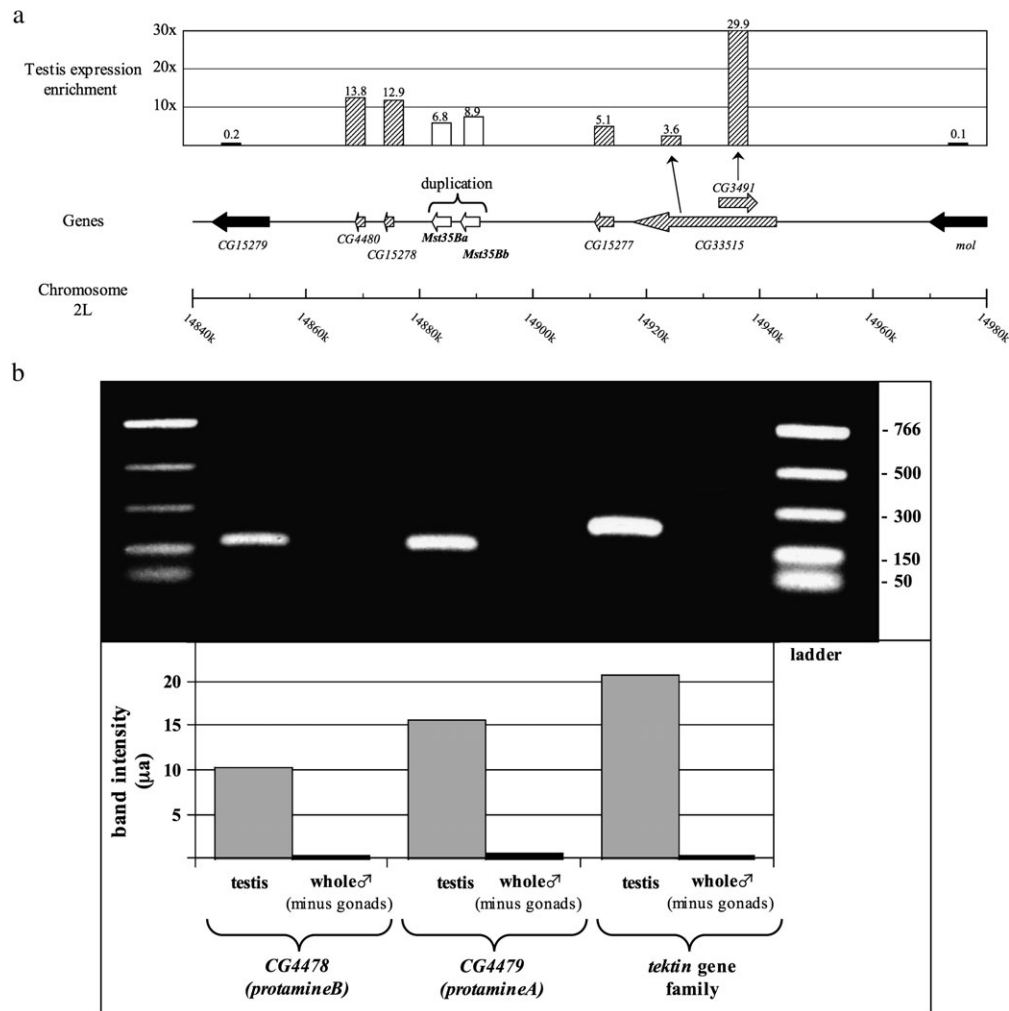 a
30x
20x
10x
Testis expression
enrichment
0.2
13.8
12.9
6.8
8.9
5.1
3.6
29.9
0.1
duplication
CG3491
Genes
CG15279
CG4480
CG15278
Mst35Ba
Mst35Bb
CG15277
CG33515
mol
Chromosome
2L
14840k
14860k
14880k
14900k
14920k
14940k
14960k
14980k
b
- 766
- 500
- 300
- 150
- 50
ladder
band intensity
(µa)
20
15
10
5
testis
whole♂
(minus gonads)
testis
whole♂
(minus gonads)
testis
whole♂
(minus gonads)
CG4478
(protamineB)
CG4479
(protamineA)
tektin gene
family